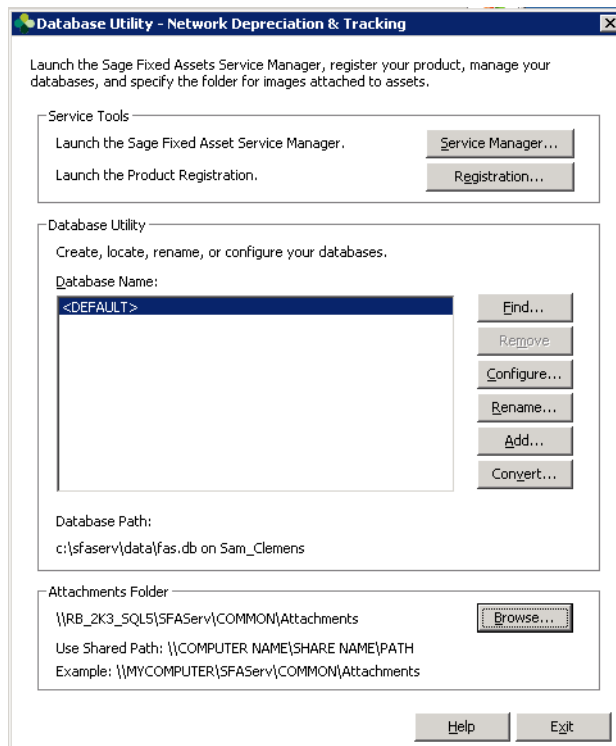 Database Utility - Network Depreciation & Tracking
Launch the Sage Fixed Assets Service Manager, register your product, manage your
databases, and specify the folder for images attached to assets.
Service Tools
Launch the Sage Fixed Asset Service Manager.
Service Manager...
Launch the Product Registration.
Registration...
Database Utility
Create, locate, rename, or configure your databases.
Database Name:
<DEFAULT>
Find...
Remove
Configure...
Rename...
Add...
Convert...
Database Path:
c:\sfaserv\data\fas.db on Sam_Clemens
Attachments Folder
\\RB_2K3_SQL5\SFAServ\COMMON\Attachments
Browse...
Use Shared Path: \\COMPUTER NAME\SHARE NAME\PATH
Example: \\MYCOMPUTER\SFAServ\COMMON\Attachments
Help
Exit